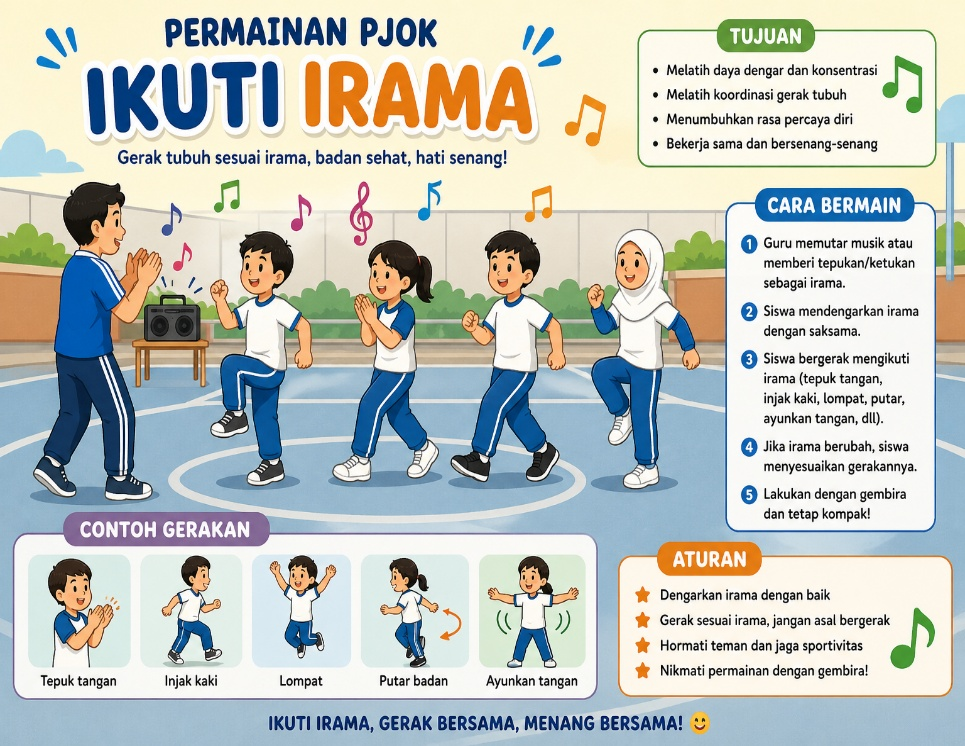 PERMAINAN PJOK
IKUTI IRAMA
Gerak tubuh sesuai irama, badan sehat, hati senang!
TUJUAN
• Melatih daya dengar dan konsentrasi
• Melatih koordinasi gerak tubuh
• Menumbuhkan rasa percaya diri
• Bekerja sama dan bersenang-senang
CARA BERMAIN
1 Guru memutar musik atau
memberi tepukan/ketukan
sebagai irama.
2 Siswa mendengarkan irama
dengan saksama.
3 Siswa bergerak mengikuti
irama (tepuk tangan,
injak kaki, lompat, putar,
ayunkan tangan, dll).
4 Jika irama berubah, siswa
menyesuaikan gerakannya.
5 Lakukan dengan gembira
dan tetap kompak!
CONTOH GERAKAN
Tepuk tangan
Injak kaki
Lompat
Putar badan
Ayunkan tangan
ATURAN
Dengarkan irama dengan baik
Gerak sesuai irama, jangan asal bergerak
Hormati teman dan jaga sportivitas
Nikmati permainan dengan gembira!
IKUTI IRAMA, GERAK BERSAMA, MENANG BERSAMA! 😊